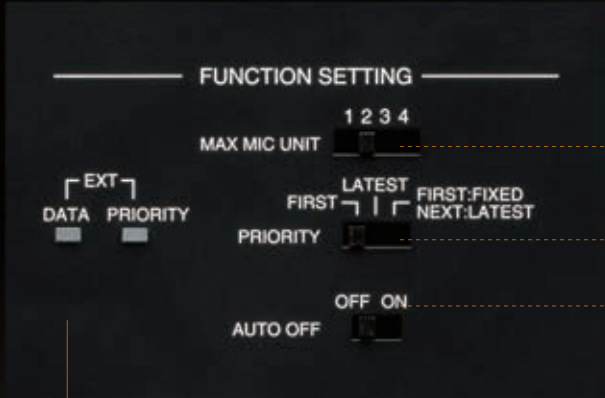 FUNCTION SETTING
1 2 3 4
MAX MIC UNIT
EXT
DATA PRIORITY
LATEST
FIRST
FIRST:FIXED
NEXT:LATEST
PRIORITY
OFF ON
AUTO OFF